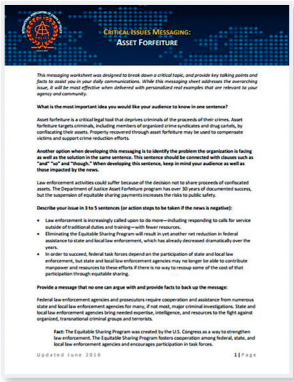 CRITICAL ISSUES MESSAGING:
ASSET FORFEITURE
This messaging worksheet was designed to break down a critical topic, and provide key talking points and
facts to assist you in your daily communications. While this messaging sheet addresses the overarching
issue, it will be most effective when delivered with personalized real examples that are relevant to your
agency and community.
What is the most important idea you would like your audience to know in one sentence?
Asset forfeiture is a critical legal tool that deprives criminals of the proceeds of their crimes. Asset
forfeiture targets criminals, including members of organized crime syndicates and drug cartels, by
confiscating their assets. Property recovered through asset forfeiture may be used to compensate
victims and support crime reduction efforts.
Another option when developing this messaging is to identify the problem the organization is facing
as well as the solution in the same sentence. This sentence should be connected with clauses such as
"and" "so" and "though." When developing this sentence, keep in mind your audience as well as
those impacted by the news.
Law enforcement activities could suffer because of the decision not to share proceeds of confiscated
assets. The Department of Justice Asset Forfeiture program has over 30 years of documented success,
but the suspension of equitable sharing payments increases the risks to public safety.
Describe your issue in 3 to 5 sentences (or action steps to be taken if the news is negative):
• Law enforcement is increasingly called upon to do more—including responding to calls for service
outside of traditional duties and training—with fewer resources.
• Eliminating the Equitable Sharing Program will result in yet another net reduction in federal
assistance to state and local law enforcement, which has already decreased dramatically over the
years.
• In order to succeed, federal task forces depend on the participation of state and local law
enforcement, but state and local law enforcement agencies may no longer be able to contribute
manpower and resources to these efforts if there is no way to recoup some of the cost of that
participation through equitable sharing.
Provide a message that no one can argue with and provide facts to back up the message:
Federal law enforcement agencies and prosecutors require cooperation and assistance from numerous
state and local law enforcement agencies for many, if not most, major criminal investigations. State and
local law enforcement agencies bring needed expertise, intelligence, and resources to the fight against
organized, transnational criminal groups and terrorists.
Fact: The Equitable Sharing Program was created by the U.S. Congress as a way to strengthen
law enforcement. The Equitable Sharing Program fosters cooperation among federal, state, and
local law enforcement agencies and encourages participation in task forces.
Updated June 2016 1 | Page